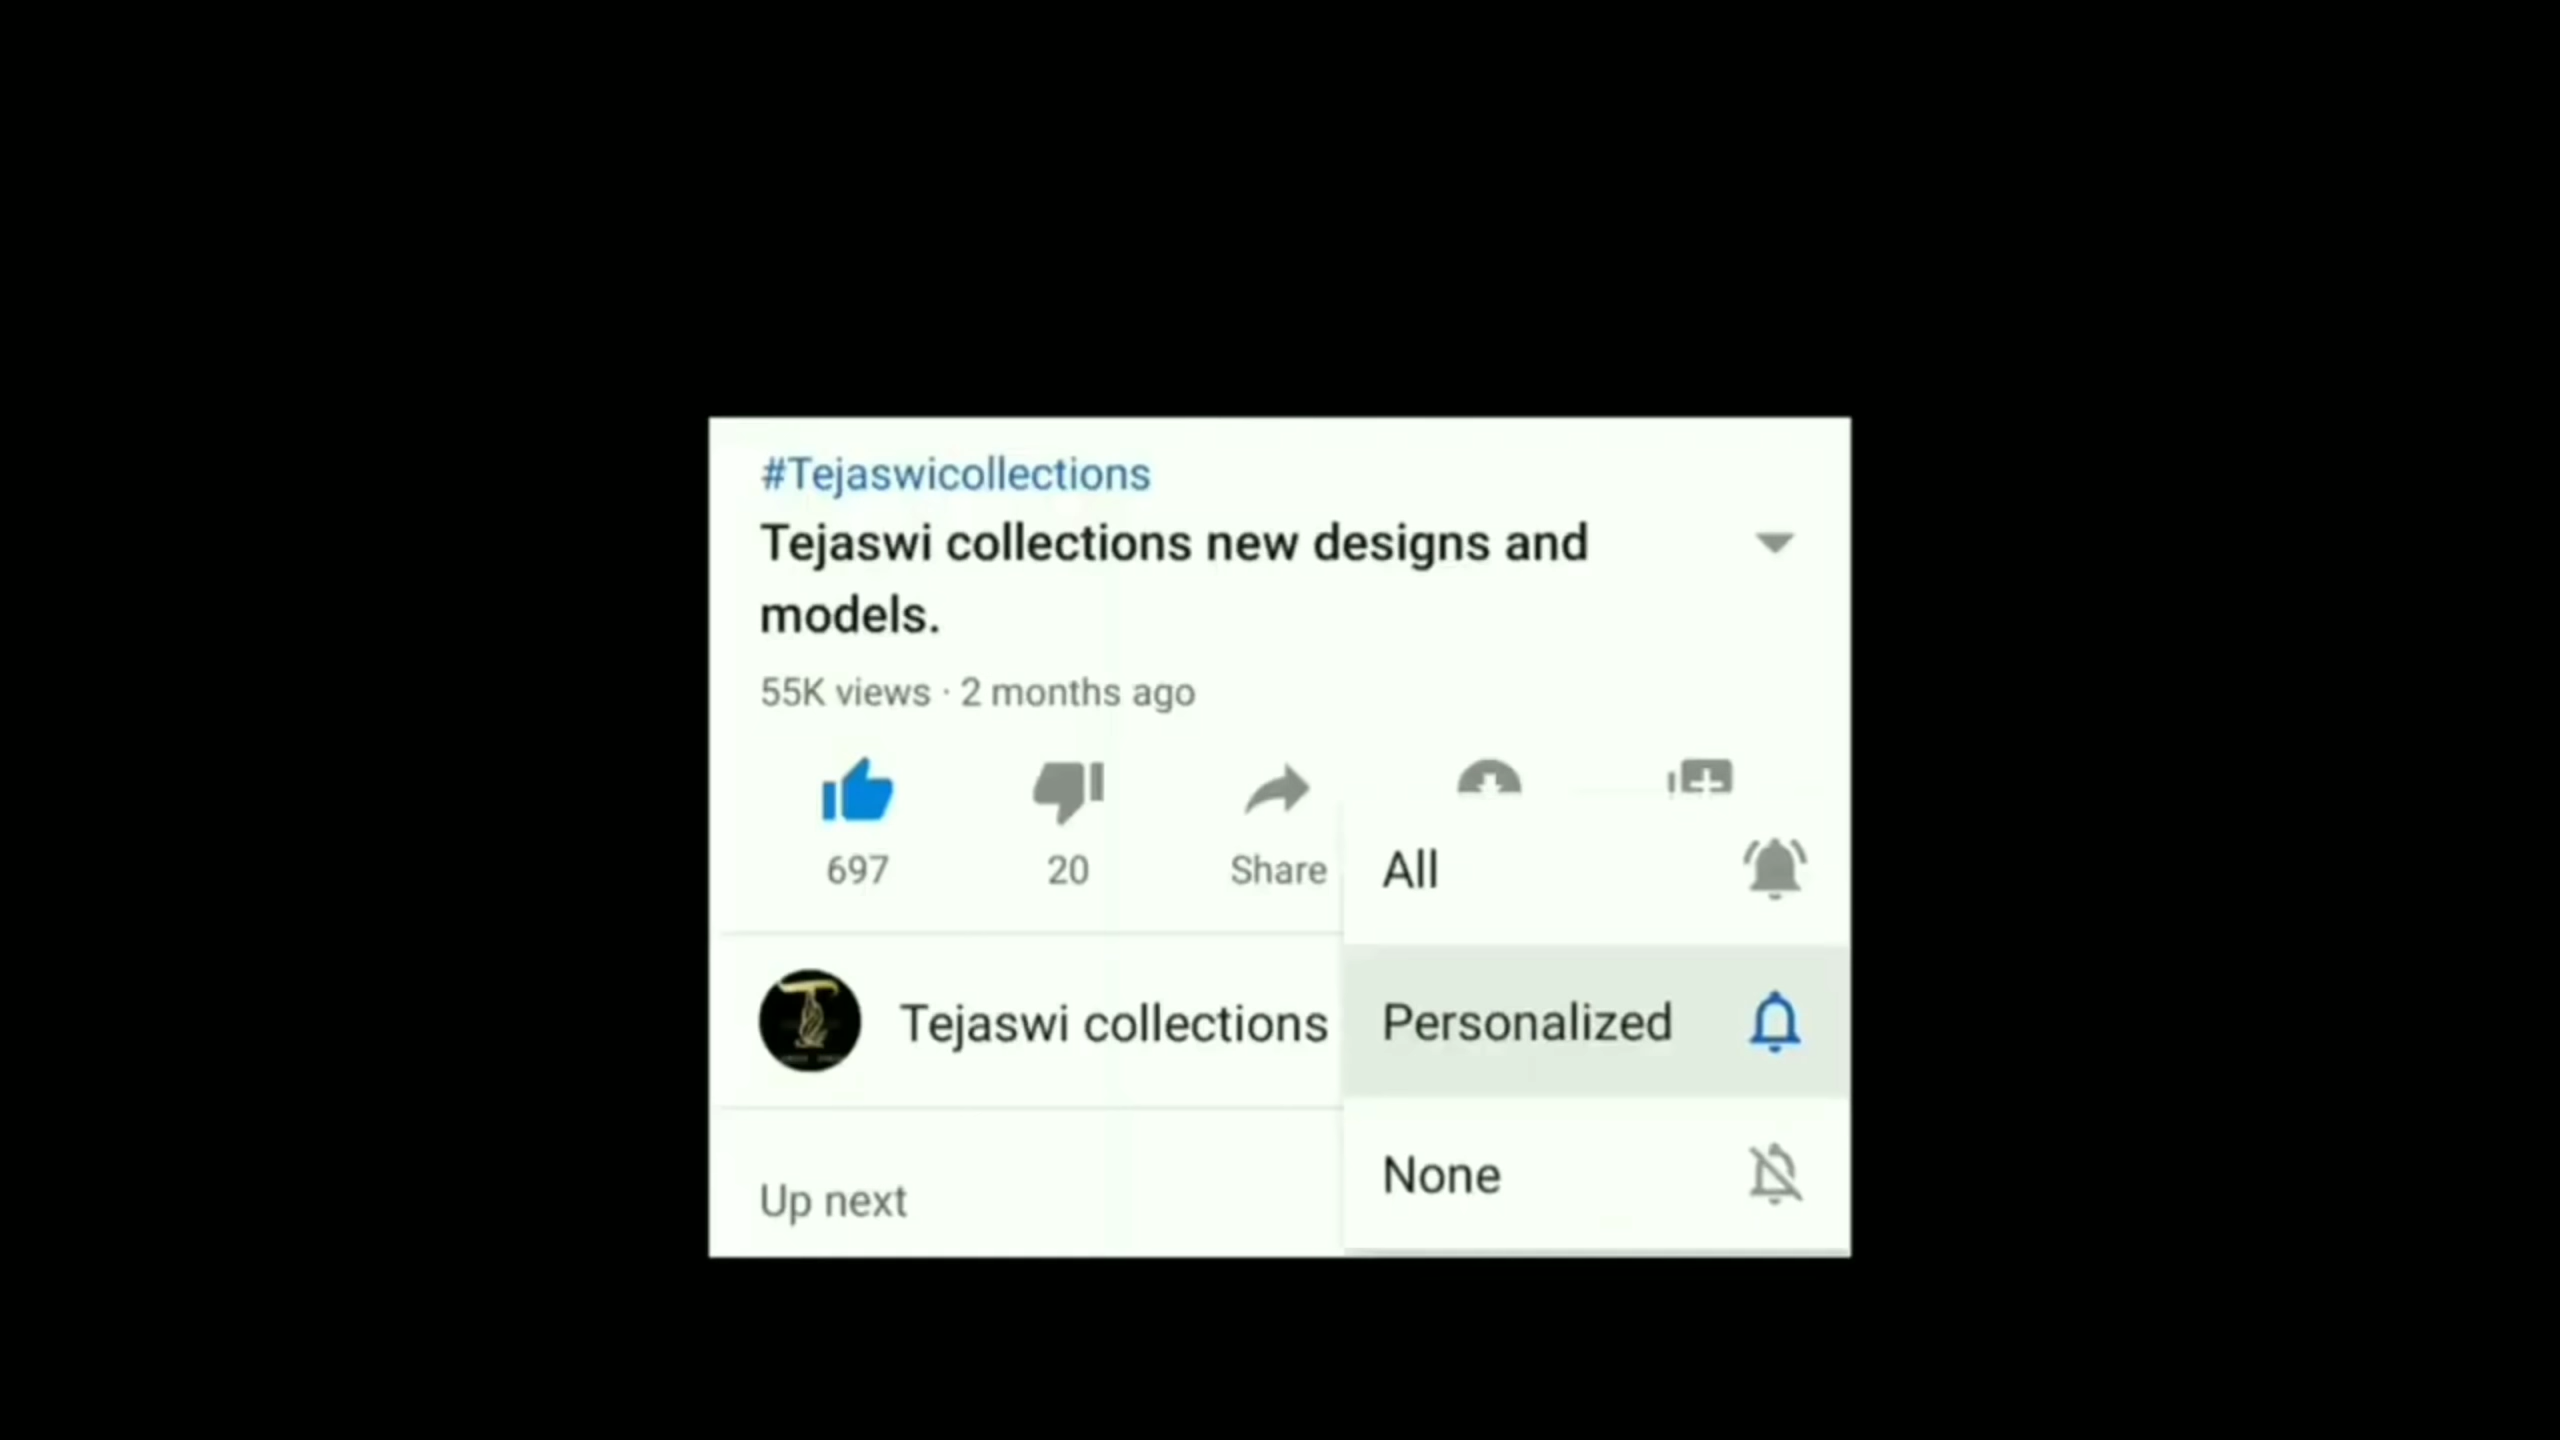 #Tejaswicollections
Tejaswi collections new designs and
models.
55K views · 2 months ago
697
20
Share
All
Tejaswi collections
Personalized
None
Up next